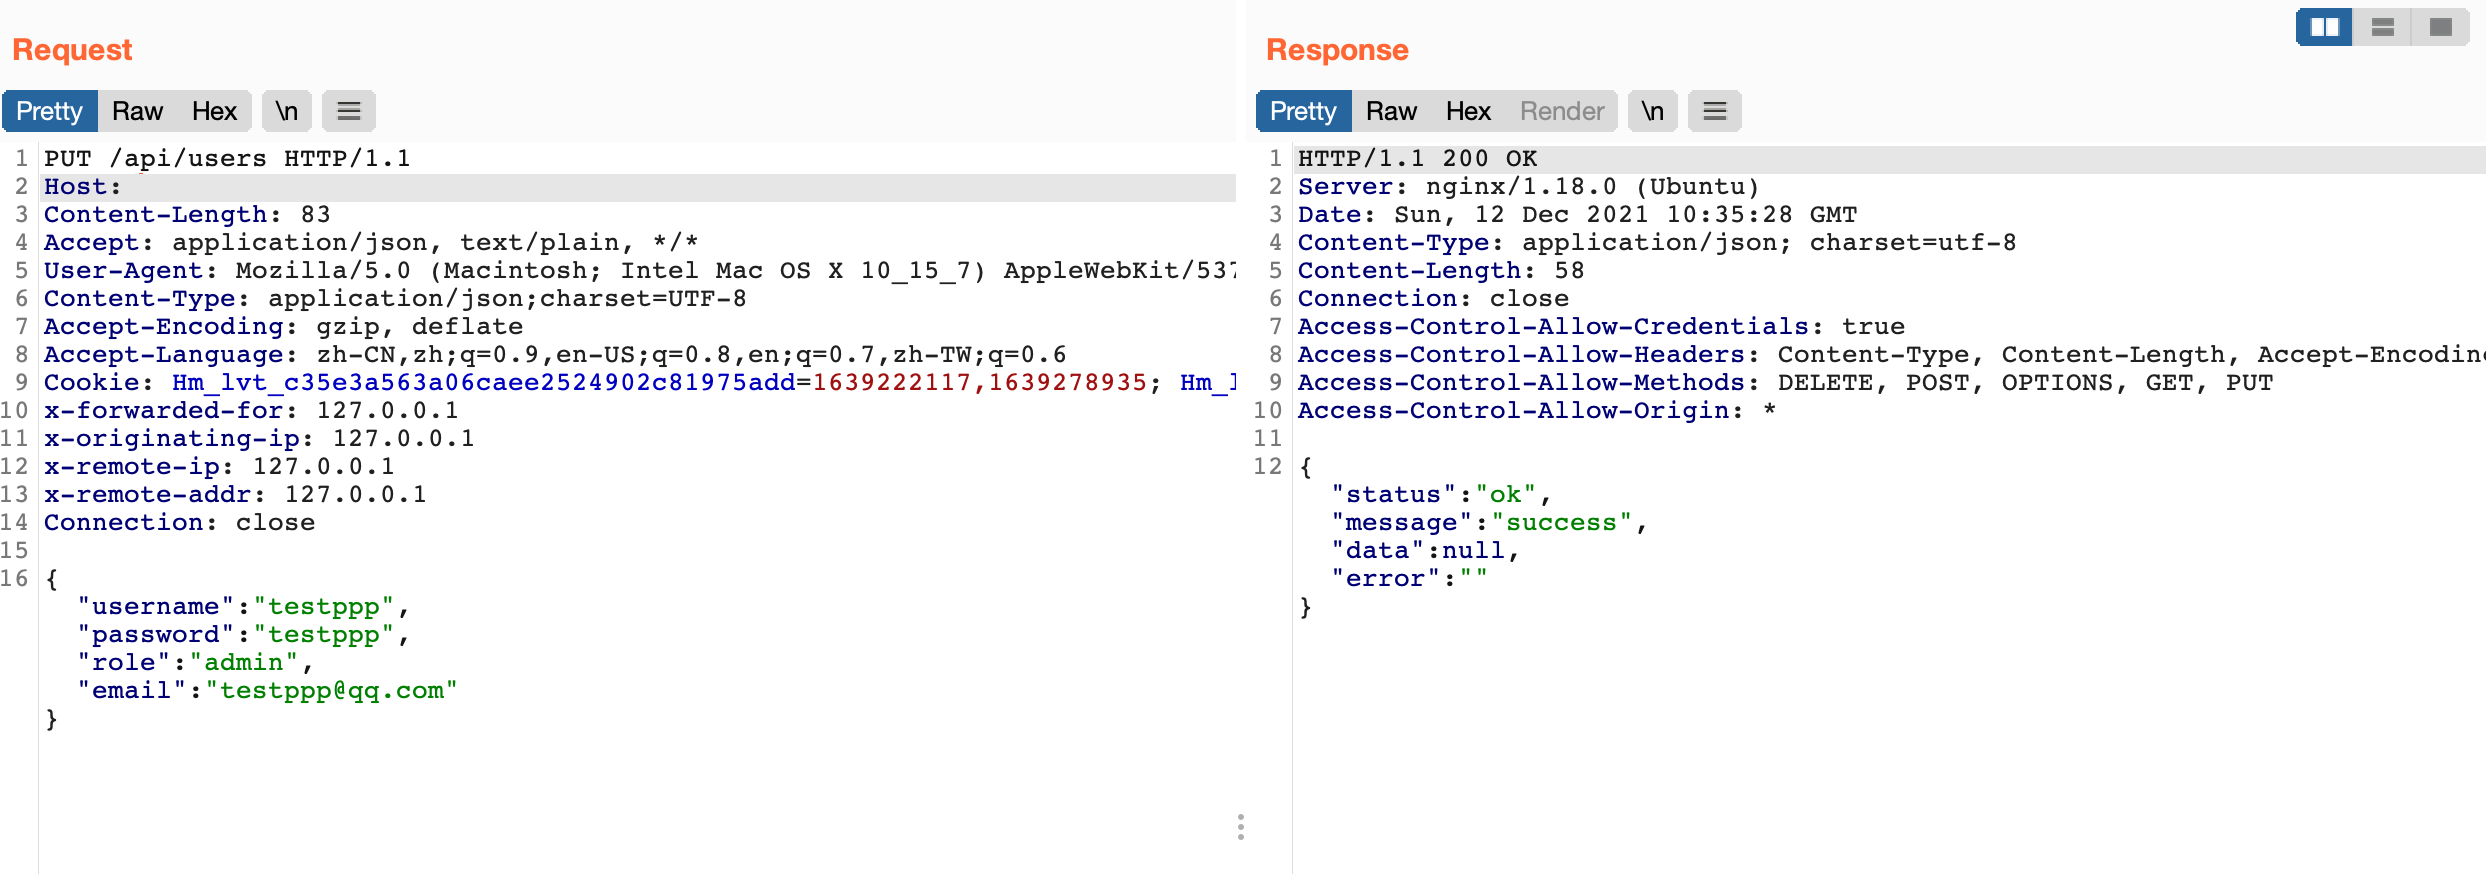 Request
Pretty Raw Hex \n
1 PUT /api/users HTTP/1.1
2 Host:
3 Content-Length: 83
4 Accept: application/json, text/plain, */*
5 User-Agent: Mozilla/5.0 (Macintosh; Intel Mac OS X 10_15_7) AppleWebKit/537
6 Content-Type: application/json;charset=UTF-8
7 Accept-Encoding: gzip, deflate
8 Accept-Language: zh-CN,zh;q=0.9,en-US;q=0.8,en;q=0.7,zh-TW;q=0.6
9 Cookie: Hm_lvt_c35e3a563a06caee2524902c81975add=1639222117,1639278935; Hm_
10 x-forwarded-for: 127.0.0.1
11 x-originating-ip: 127.0.0.1
12 x-remote-ip: 127.0.0.1
13 x-remote-addr: 127.0.0.1
14 Connection: close
15
16 {
"username":"testppp",
"password":"testppp",
"role":"admin",
"email":"testppp@qq.com"
}
Response
Pretty Raw Hex Render \n
1 HTTP/1.1 200 OK
2 Server: nginx/1.18.0 (Ubuntu)
3 Date: Sun, 12 Dec 2021 10:35:28 GMT
4 Content-Type: application/json; charset=utf-8
5 Content-Length: 58
6 Connection: close
7 Access-Control-Allow-Credentials: true
8 Access-Control-Allow-Headers: Content-Type, Content-Length, Accept-Encodin
9 Access-Control-Allow-Methods: DELETE, POST, OPTIONS, GET, PUT
10 Access-Control-Allow-Origin: *
11
12 {
"status":"ok",
"message":"success",
"data":null,
"error":""
}